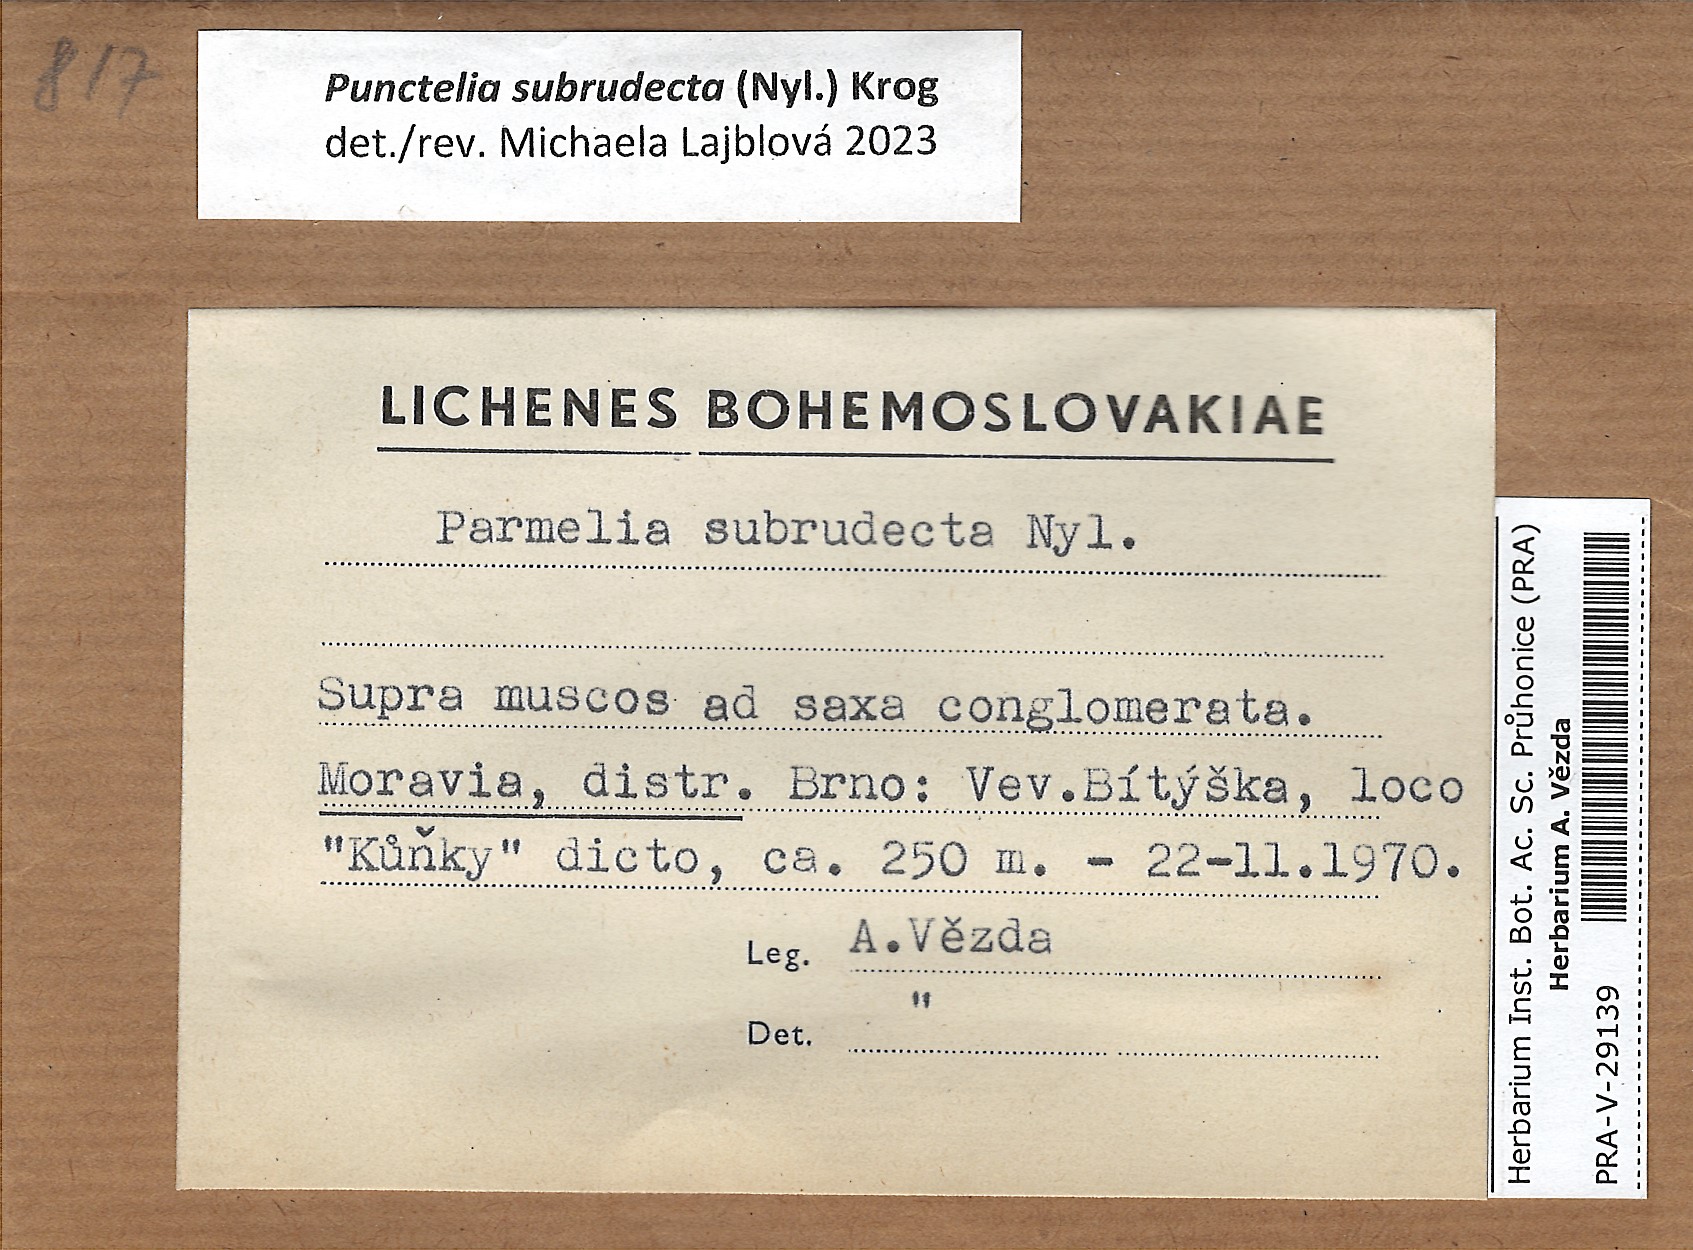 817
Punctelia subrudecta (Nyl.) Krog
det./rev. Michaela Lajblová 2023
LICHENES BOHEMOSLOVAKIAE
Parmelia subrudecta Nyl.
Supra muscos ad saxa conglomerata.
Moravia, distr. Brno: Vev.Bítýška, loco
"Kůňky" dicto, ca. 250 m. - 22-11.1970.
Leg. A.Vězda
Det. "
Herbarium Inst. Bot. Ac. Sc. Průhonice (PRA)
Herbarium A. Vězda
PRA-V-29139